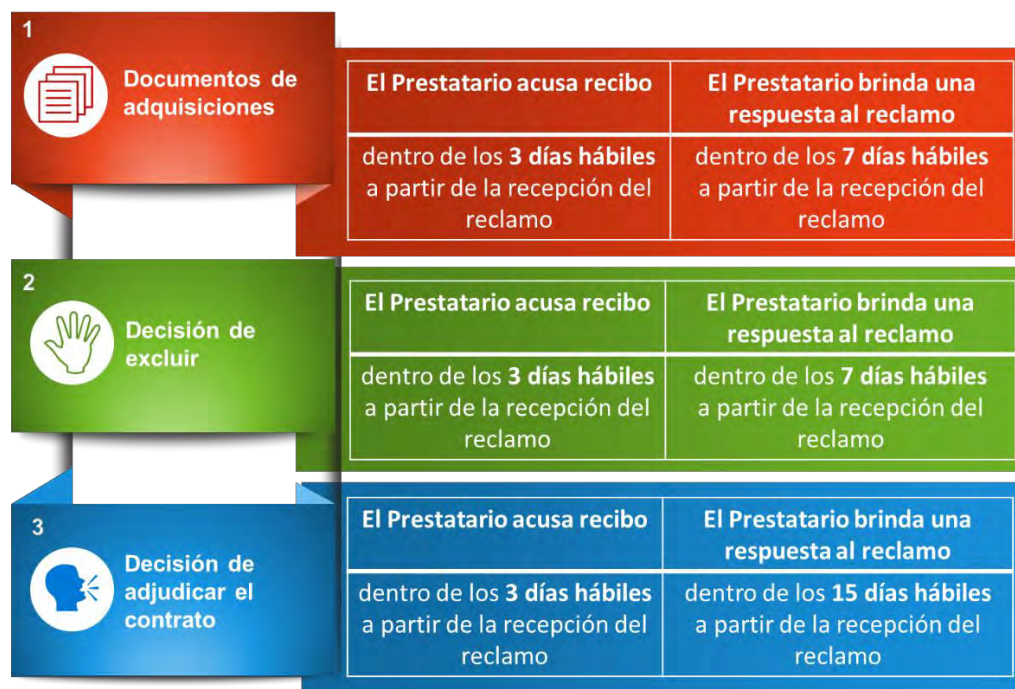 1
Documentos de
adquisiciones
El Prestatario acusa recibo
El Prestatario brinda una
respuesta al reclamo
dentro de los 3 días hábiles
a partir de la recepción del
reclamo
dentro de los 7 días hábiles
a partir de la recepción del
reclamo
2
Decisión de
excluir
El Prestatario acusa recibo
El Prestatario brinda una
respuesta al reclamo
dentro de los 3 días hábiles
a partir de la recepción del
reclamo
dentro de los 7 días hábiles
a partir de la recepción del
reclamo
3
Decisión de
adjudicar el
contrato
El Prestatario acusa recibo
El Prestatario brinda una
respuesta al reclamo
dentro de los 3 días hábiles
a partir de la recepción del
reclamo
dentro de los 15 días hábiles
a partir de la recepción del
reclamo